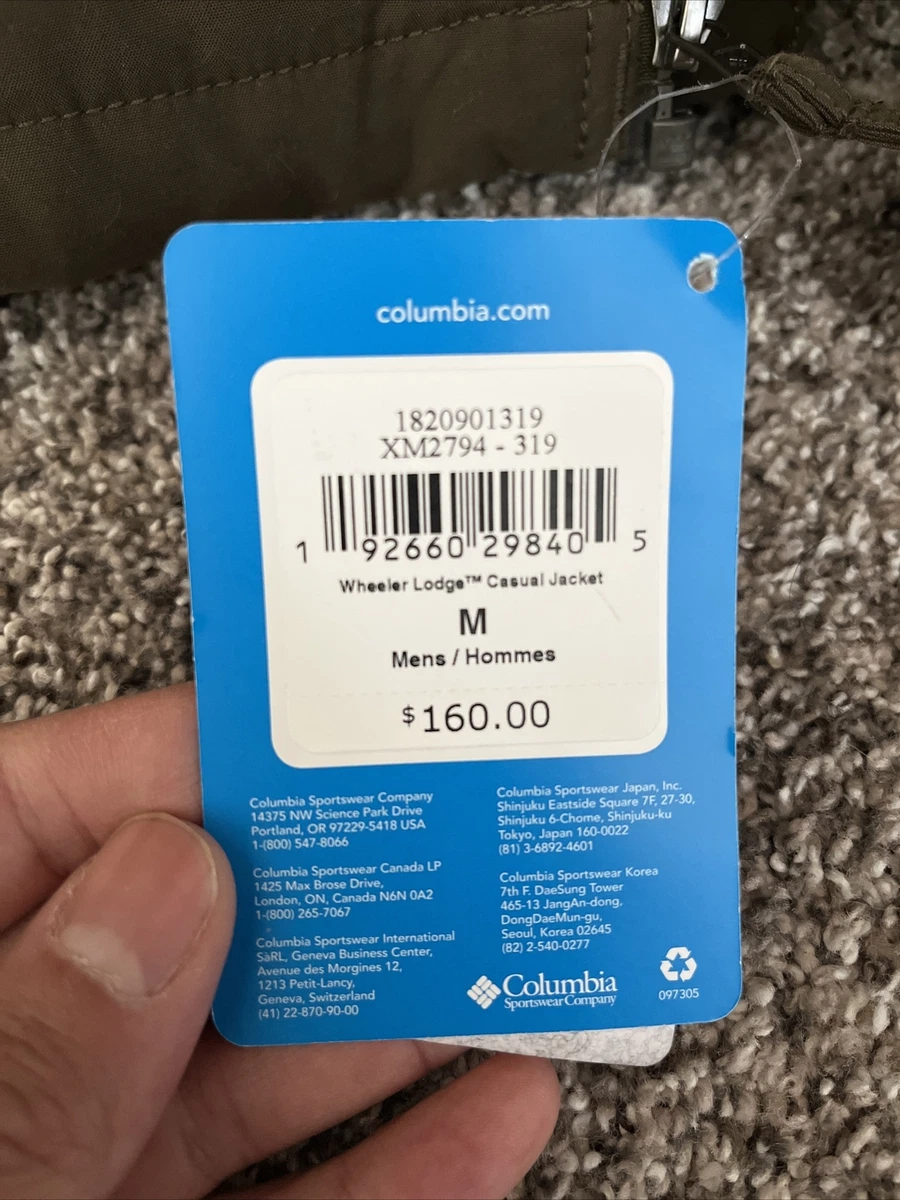 columbia.com
1820901319
XM2794 - 319
1 92660 29840 5
Wheeler Lodge™ Casual Jacket
M
Mens / Hommes
$160.00
Columbia Sportswear Company
14375 NW Science Park Drive
Portland, OR 97229-5418 USA
1-(800) 547-8066
Columbia Sportswear Canada LP
1425 Max Brose Drive,
London, ON, Canada N6N 0A2
1-(800) 265-7067
Columbia Sportswear International
SàRL, Geneva Business Center,
Avenue des Morgines 12,
1213 Petit-Lancy,
Geneva, Switzerland
(41) 22-870-90-00
Columbia Sportswear Japan, Inc.
Shinjuku Eastside Square 7F, 27-30,
Shinjuku 6-Chome, Shinjuku-ku
Tokyo, Japan 160-0022
(81) 3-6892-4601
Columbia Sportswear Korea
7th F. DaeSung Tower
465-13 JangAn-dong,
DongDaeMun-gu,
Seoul, Korea 02645
(82) 2-540-0277
Columbia
Sportswear Company
097305